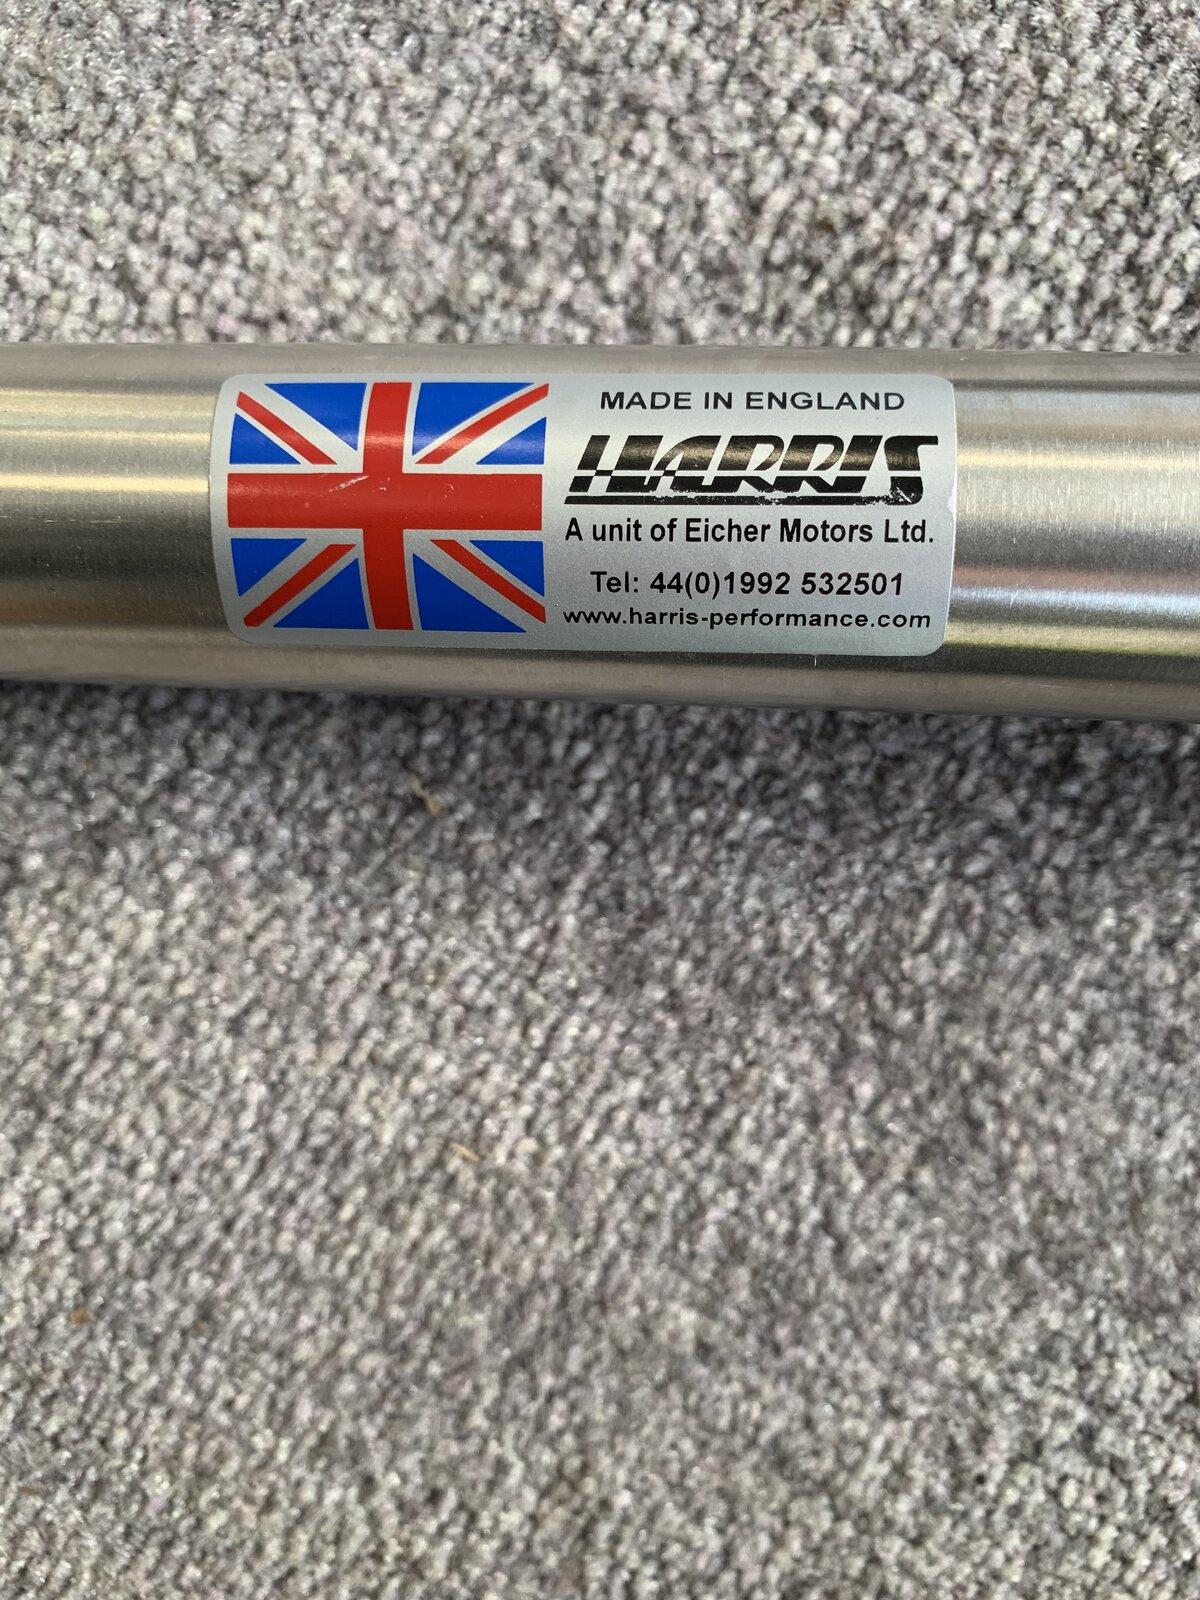 MADE IN ENGLAND
HARRIS
A unit of Eicher Motors Ltd.
Tel: 44(0)1992 532501
www.harris-performance.com